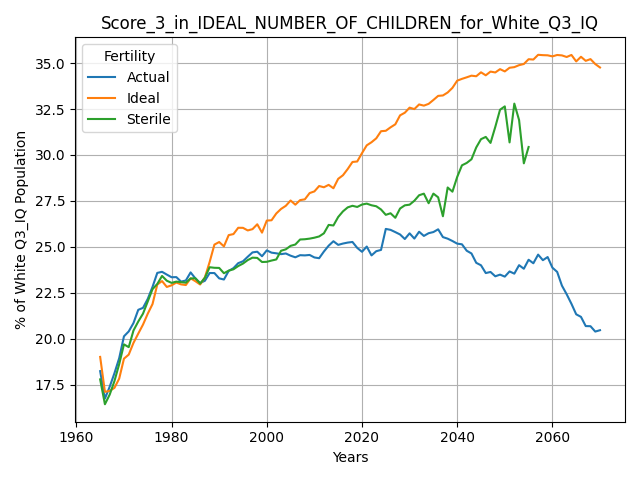 Score_3_in_IDEAL_NUMBER_OF_CHILDREN_for_White_Q3_IQ
Fertility
Actual
Ideal
Sterile
% of White Q3_IQ Population
35.0
32.5
30.0
27.5
25.0
22.5
20.0
17.5
1960
1980
2000
2020
2040
2060
Years